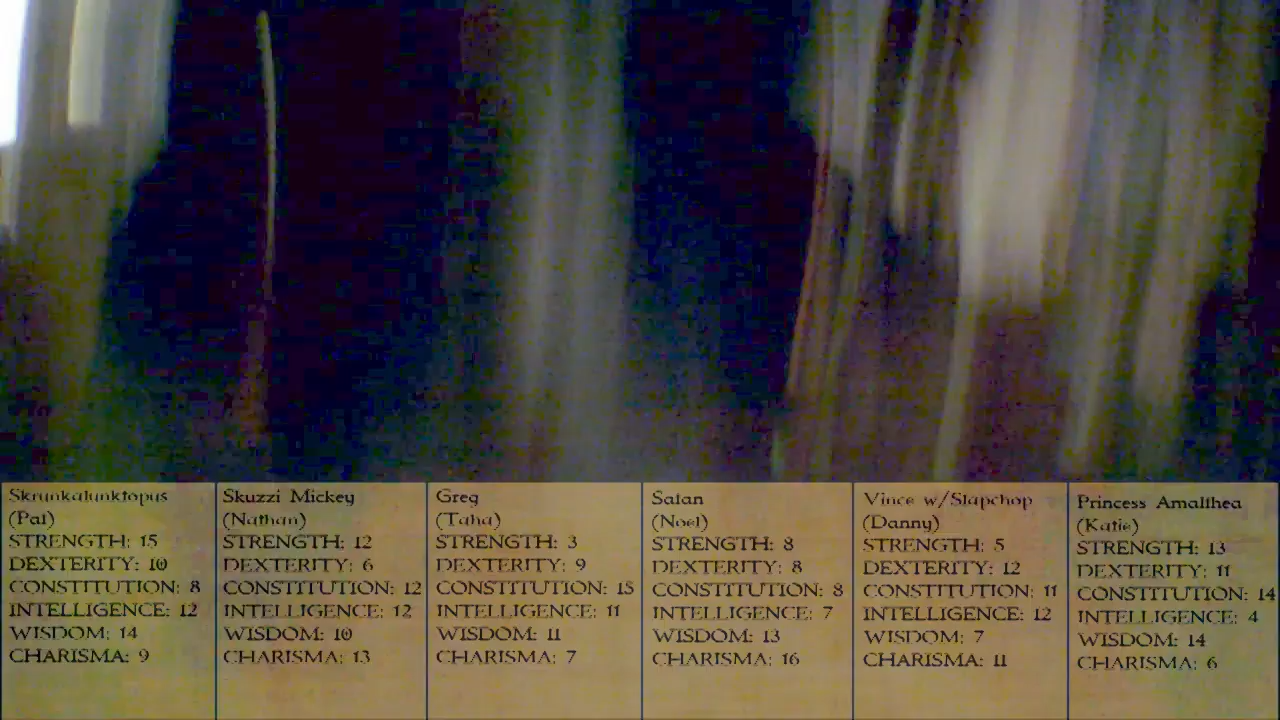 Skrunkalunktopus
(Pat)
STRENGTH: 15
DEXTERITY: 10
CONSTITUTION: 8
INTELLIGENCE: 12
WISDOM: 14
CHARISMA: 9
Skuzzi Mickey
(Nathan)
STRENGTH: 12
DEXTERITY: 6
CONSTITUTION: 12
INTELLIGENCE: 12
WISDOM: 10
CHARISMA: 13
Greg
(Taha)
STRENGTH: 3
DEXTERITY: 9
CONSTITUTION: 15
INTELLIGENCE: 11
WISDOM: 11
CHARISMA: 7
Satan
(Noel)
STRENGTH: 8
DEXTERITY: 8
CONSTITUTION: 8
INTELLIGENCE: 7
WISDOM: 13
CHARISMA: 16
Vince w/Slapchop
(Danny)
STRENGTH: 5
DEXTERITY: 12
CONSTITUTION: 11
INTELLIGENCE: 12
WISDOM: 7
CHARISMA: 11
Princess Amalthea
(Katie)
STRENGTH: 13
DEXTERITY: 11
CONSTITUTION: 14
INTELLIGENCE: 4
WISDOM: 14
CHARISMA: 6